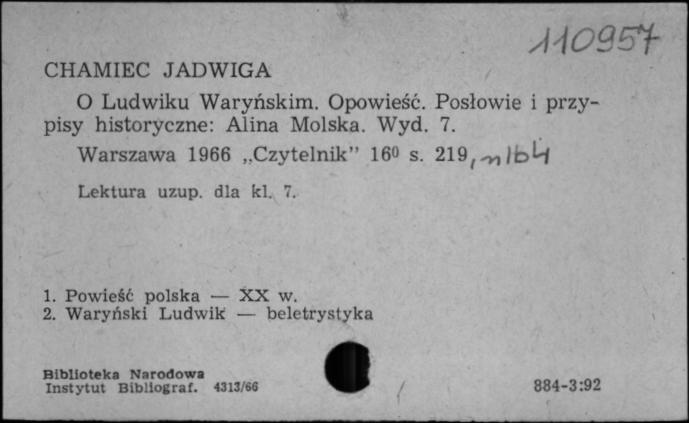 110957
CHAMIEC JADWIGA
O Ludwiku Waryńskim. Opowieść. Posłowie i przy-
pisy historyczne: Alina Molska. Wyd. 7.
Warszawa 1966 „Czytelnik” 16⁰ s. 219, nlb 4
Lektura uzup. dla kl. 7.
1. Powieść polska — XX w.
2. Waryński Ludwik — beletrystyka
Biblioteka Narodowa
Instytut Bibliograf. 4313/66
884-3:92